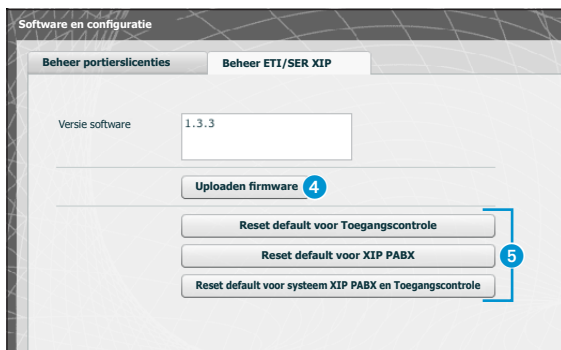 Software en configuratie
Beheer portierslicenties
Beheer ETI/SER XIP
Versie software
1.3.3
Uploaden firmware 4
Reset default voor Toegangscontrole
Reset default voor XIP PABX
5
Reset default voor systeem XIP PABX en Toegangscontrole